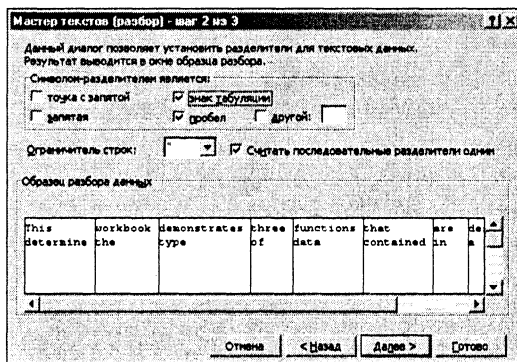 Мастер текстов (разбор) - шаг 2 из 3
Данный диалог позволяет установить разделители для текстовых данных.
Результат выводится в окне образца разбора.
Символом-разделителем является:
точка с запятой знак табуляции
запятая пробел другой:
Ограничитель строк: " Считать последовательные разделители одним
Образец разбора данных
This workbook demonstrates three functions that are de
determine the type of data contained in a
Отмена < Назад Далее > Готово